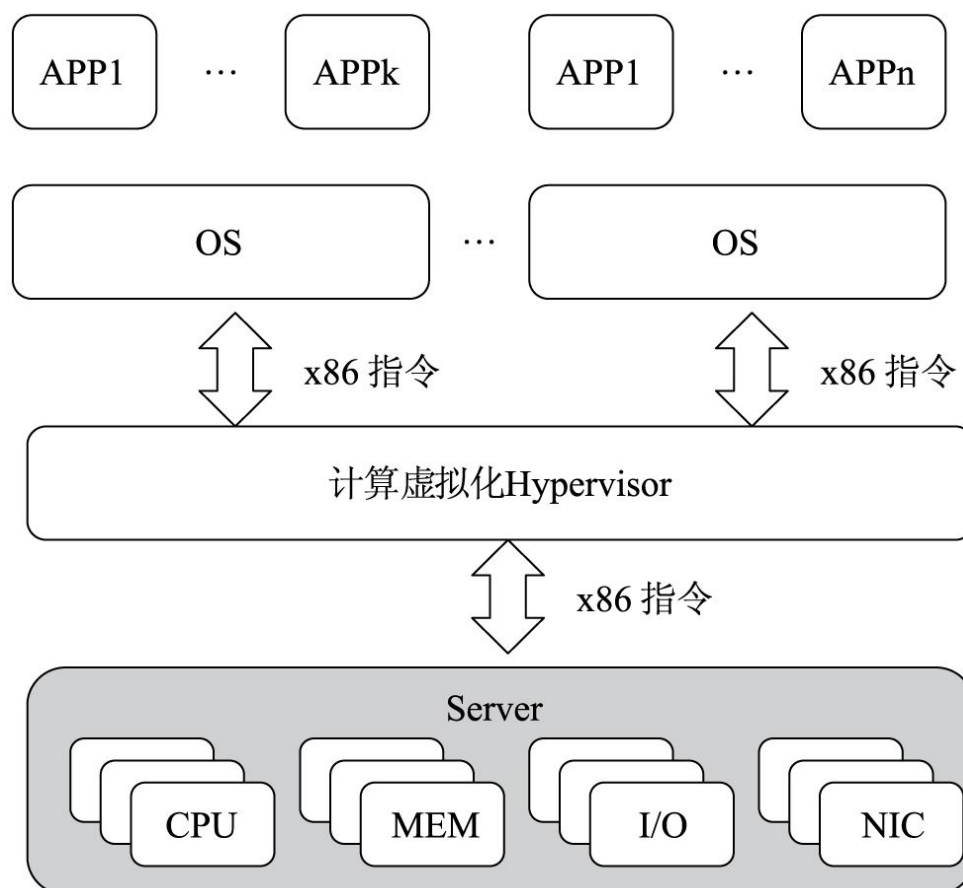 APP1 … APPk APP1 … APPn
OS … OS
x86 指令 x86 指令
计算虚拟化Hypervisor
x86 指令
Server
CPU MEM I/O NIC